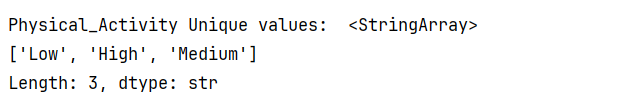 Physical_Activity Unique values:  <StringArray>
['Low', 'High', 'Medium']
Length: 3, dtype: str